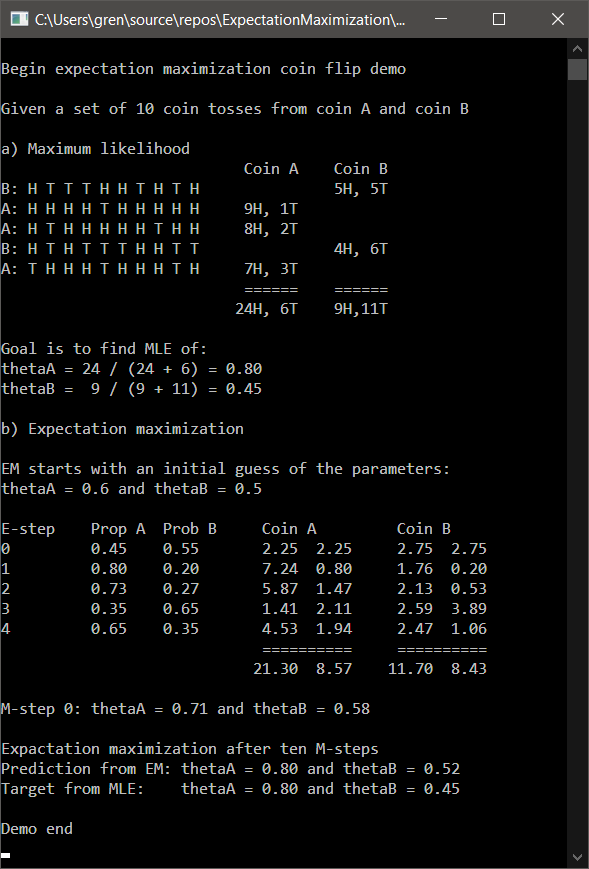 C:\Users\gren\source\repos\ExpectationMaximization\...
Begin expectation maximization coin flip demo
Given a set of 10 coin tosses from coin A and coin B
a) Maximum likelihood
Coin A Coin B
B: H T T T H H T H T H 5H, 5T
A: H H H H T H H H H H 9H, 1T
A: H T H H H H H T H H 8H, 2T
B: H T H T T T H H T T 4H, 6T
A: T H H H T H H H T H 7H, 3T
====== ======
24H, 6T 9H,11T
Goal is to find MLE of:
thetaA = 24 / (24 + 6) = 0.80
thetaB = 9 / (9 + 11) = 0.45
b) Expectation maximization
EM starts with an initial guess of the parameters:
thetaA = 0.6 and thetaB = 0.5
E-step Prop A Prob B Coin A Coin B
0 0.45 0.55 2.25 2.25 2.75 2.75
1 0.80 0.20 7.24 0.80 1.76 0.20
2 0.73 0.27 5.87 1.47 2.13 0.53
3 0.35 0.65 1.41 2.11 2.59 3.89
4 0.65 0.35 4.53 1.94 2.47 1.06
========== ==========
21.30 8.57 11.70 8.43
M-step 0: thetaA = 0.71 and thetaB = 0.58
Expactation maximization after ten M-steps
Prediction from EM: thetaA = 0.80 and thetaB = 0.52
Target from MLE: thetaA = 0.80 and thetaB = 0.45
Demo end